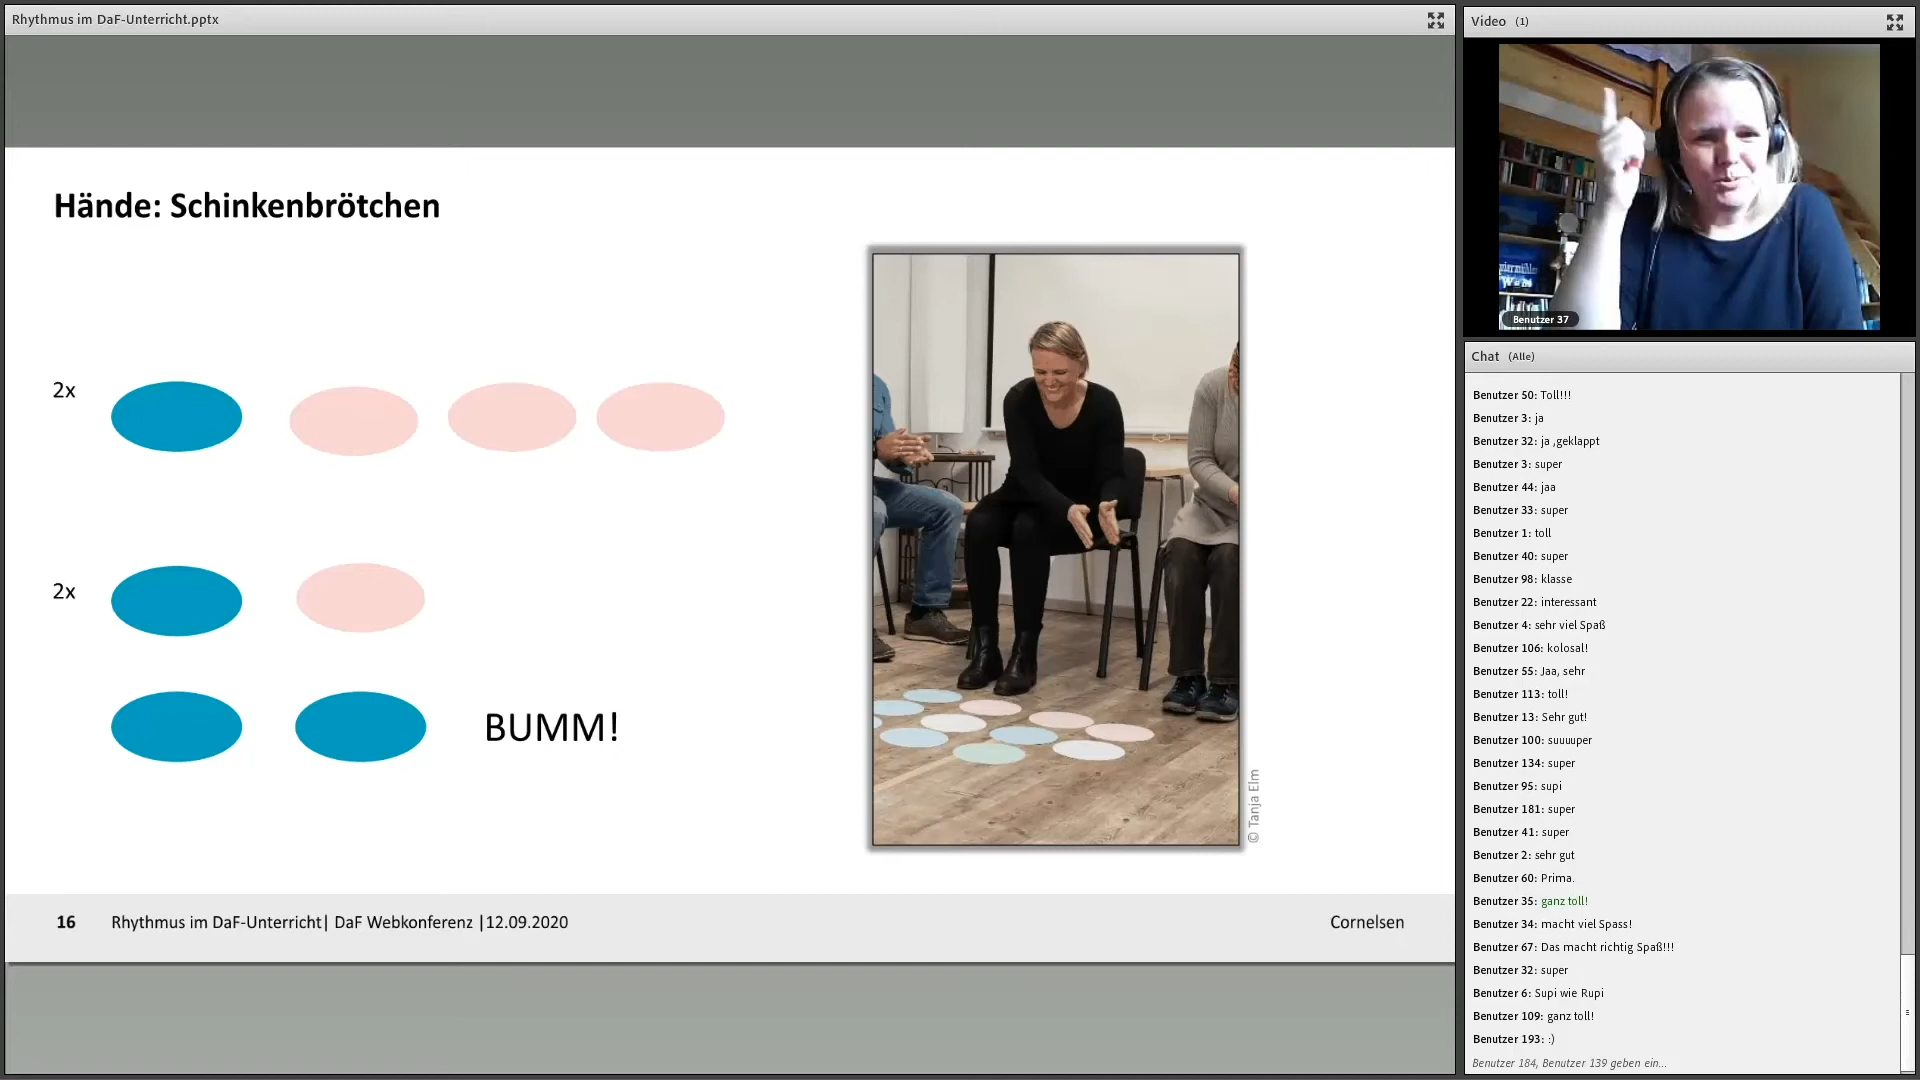 Rhythmus im DaF-Unterricht.pptx
Hände: Schinkenbrötchen
2x
2x
BUMM!
© Tanja Elm
16 Rhythmus im DaF-Unterricht| DaF Webkonferenz |12.09.2020 Cornelsen
Video (1)
Benutzer 37
Chat (Alle)
Benutzer 50: Toll!!!
Benutzer 3: ja
Benutzer 32: ja ,geklappt
Benutzer 3: super
Benutzer 44: jaa
Benutzer 33: super
Benutzer 1: toll
Benutzer 40: super
Benutzer 98: klasse
Benutzer 22: interessant
Benutzer 4: sehr viel Spaß
Benutzer 106: kolosal!
Benutzer 55: Jaa, sehr
Benutzer 113: toll!
Benutzer 13: Sehr gut!
Benutzer 100: suuuuper
Benutzer 134: super
Benutzer 95: supi
Benutzer 181: super
Benutzer 41: super
Benutzer 2: sehr gut
Benutzer 60: Prima.
Benutzer 35: ganz toll!
Benutzer 34: macht viel Spass!
Benutzer 67: Das macht richtig Spaß!!!
Benutzer 32: super
Benutzer 6: Supi wie Rupi
Benutzer 109: ganz toll!
Benutzer 193: :)
Benutzer 184, Benutzer 139 geben ein...